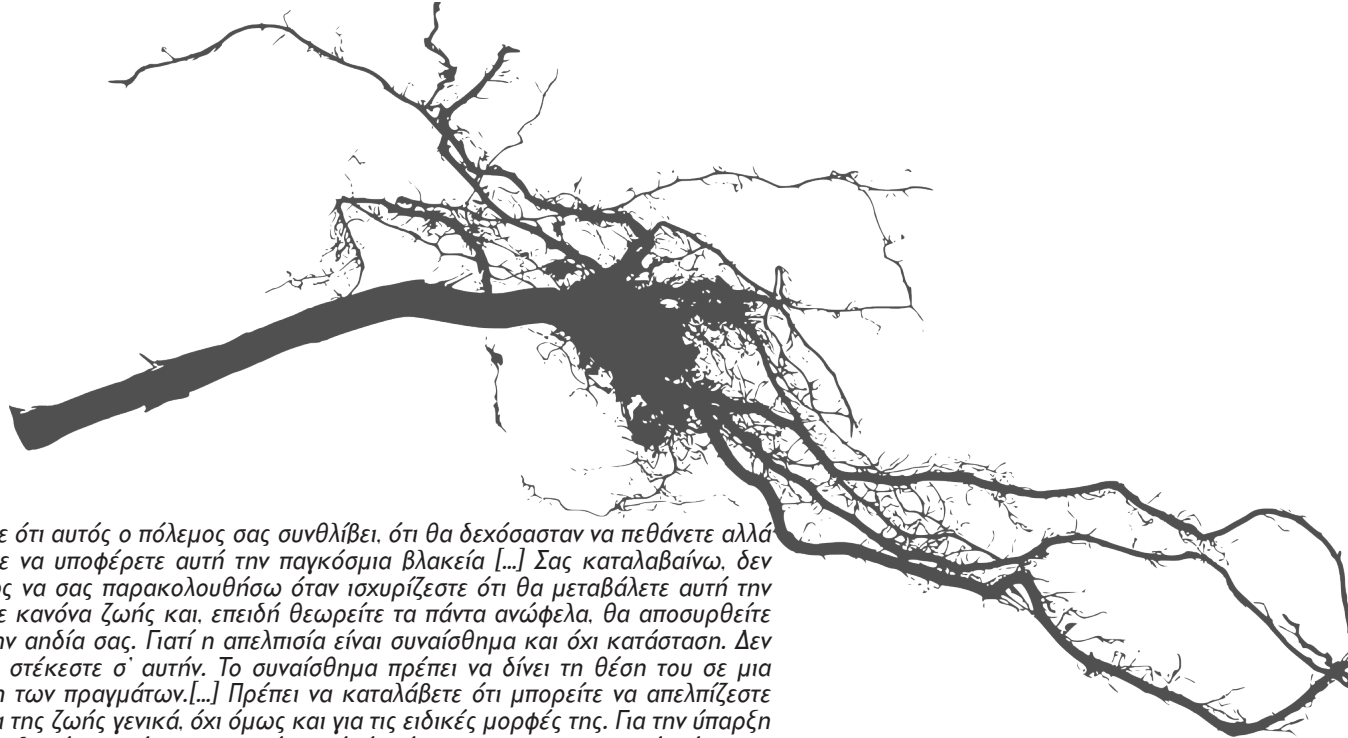 ε ότι αυτός ο πόλεμος σας συνθλίβει, ότι θα δεχόσασταν να πεθάνετε αλλά
ε να υποφέρετε αυτή την παγκόσμια βλακεία [...] Σας καταλαβαίνω, δεν
ς να σας παρακολουθήσω όταν ισχυρίζεστε ότι θα μεταβάλετε αυτή την
ε κανόνα ζωής και, επειδή θεωρείτε τα πάντα ανώφελα, θα αποσυρθείτε
ην αηδία σας. Γιατί η απελπισία είναι συναίσθημα και όχι κατάσταση. Δεν
στέκεστε σ' αυτήν. Το συναίσθημα πρέπει να δίνει τη θέση του σε μια
η των πραγμάτων.[...] Πρέπει να καταλάβετε ότι μπορείτε να απελπίζεστε
α της ζωής γενικά, όχι όμως και για τις ειδικές μορφές της. Για την ύπαρξη